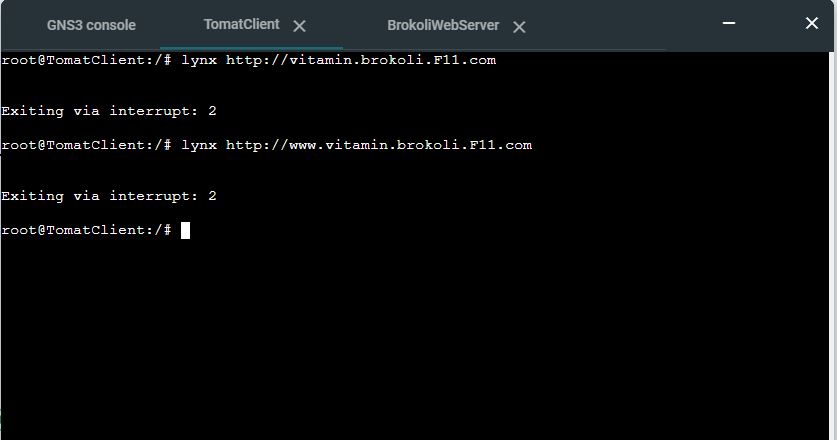 GNS3 console TomatClient BrokoliWebServer
root@TomatClient:/# lynx http://vitamin.brokoli.F11.com
Exiting via interrupt: 2
root@TomatClient:/# lynx http://www.vitamin.brokoli.F11.com
Exiting via interrupt: 2
root@TomatClient:/#